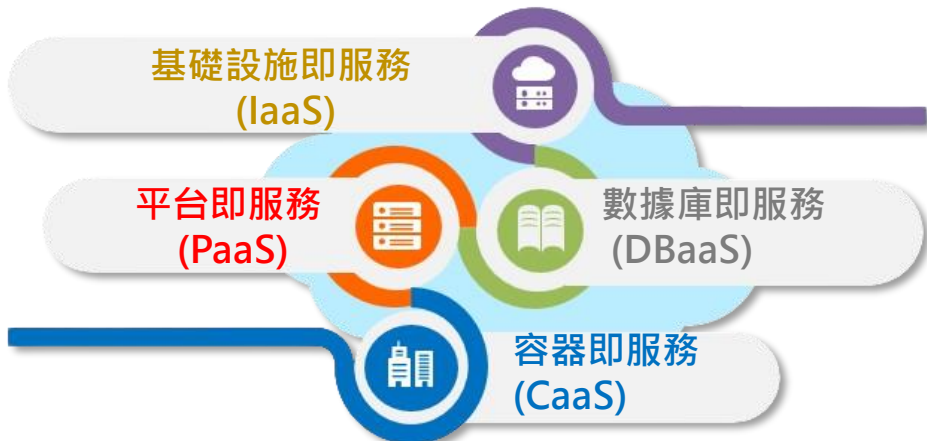 基礎設施即服務
(IaaS)
平台即服務
(PaaS)
數據庫即服務
(DBaaS)
容器即服務
(CaaS)